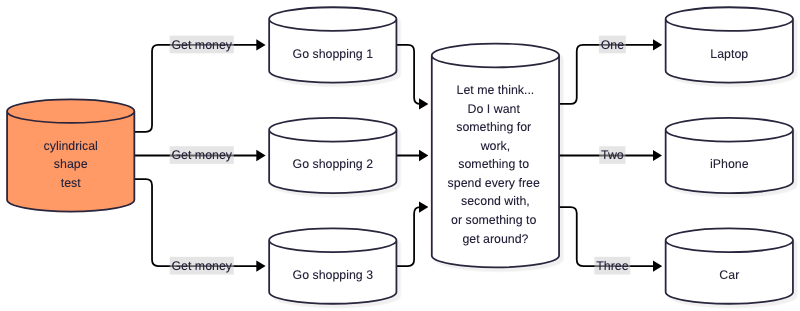 cylindrical
shape
test
Get money
Get money
Get money
Go shopping 1
Go shopping 2
Go shopping 3
Let me think...
Do I want
something for
work,
something to
spend every free
second with,
or something to
get around?
One
Two
Three
Laptop
iPhone
Car